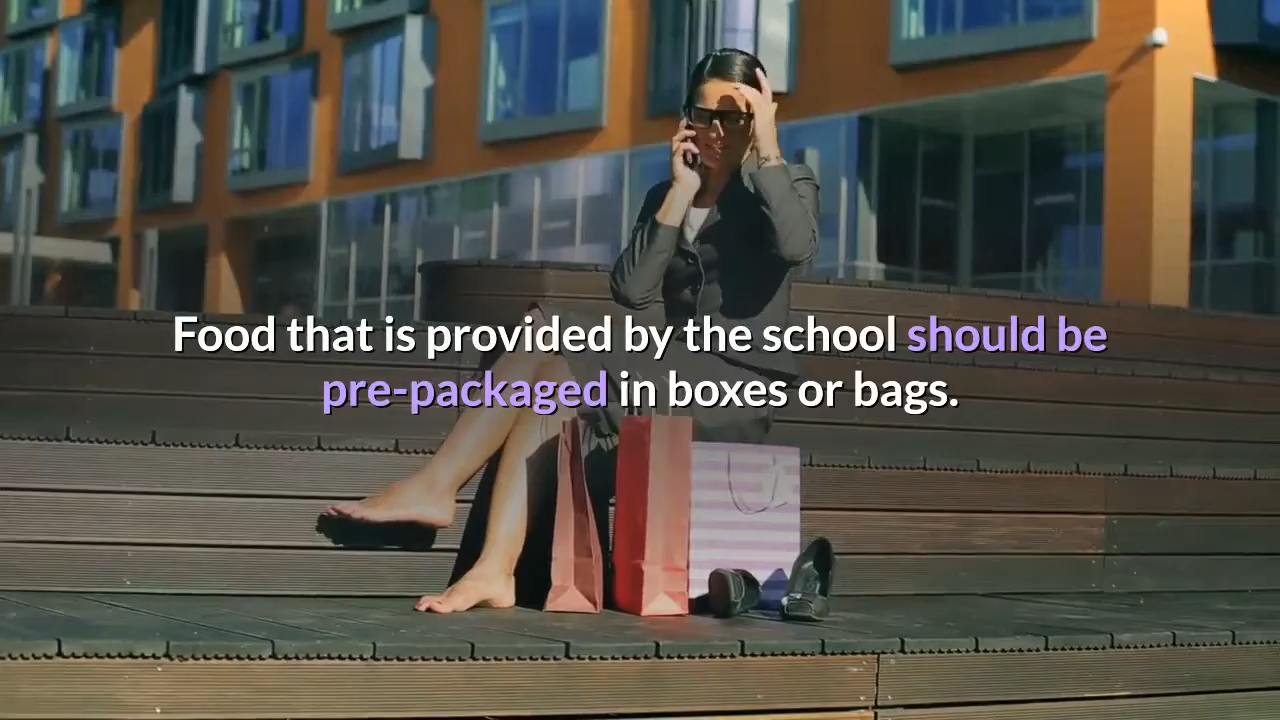 Food that is provided by the school should be
pre-packaged in boxes or bags.